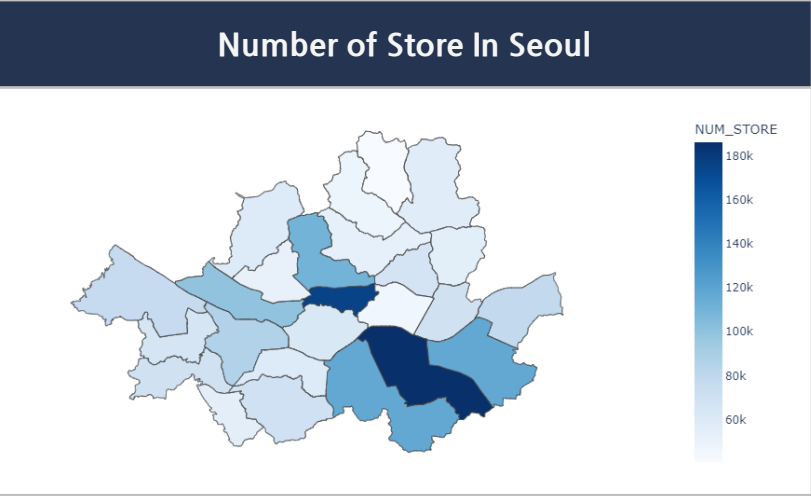 Number of Store In Seoul
NUM_STORE
180k
160k
140k
120k
100k
80k
60k